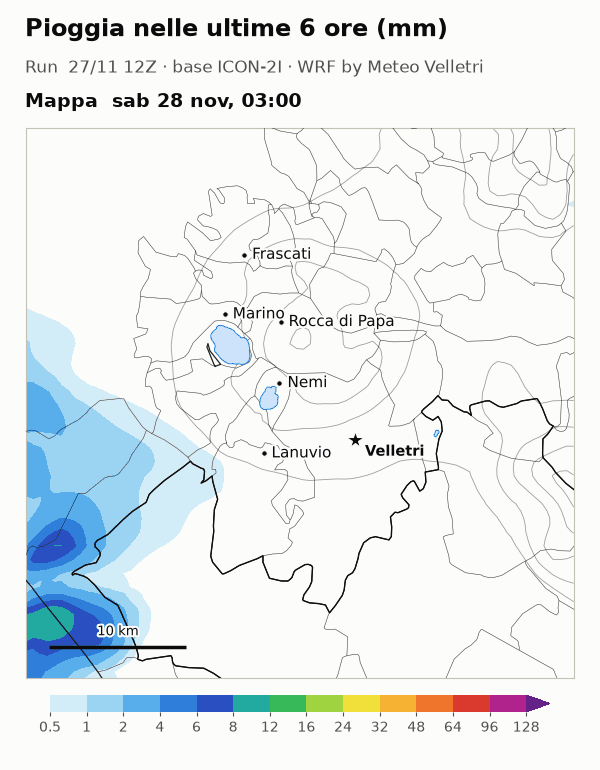 Pioggia nelle ultime 6 ore (mm)
Run 27/11 12Z · base ICON-2I · WRF by Meteo Velletri
Mappa sab 28 nov, 03:00
Frascati
Marino
Rocca di Papa
Nemi
Velletri
Lanuvio
10 km
0.5 1 2 4 6 8 12 16 24 32 48 64 96 128